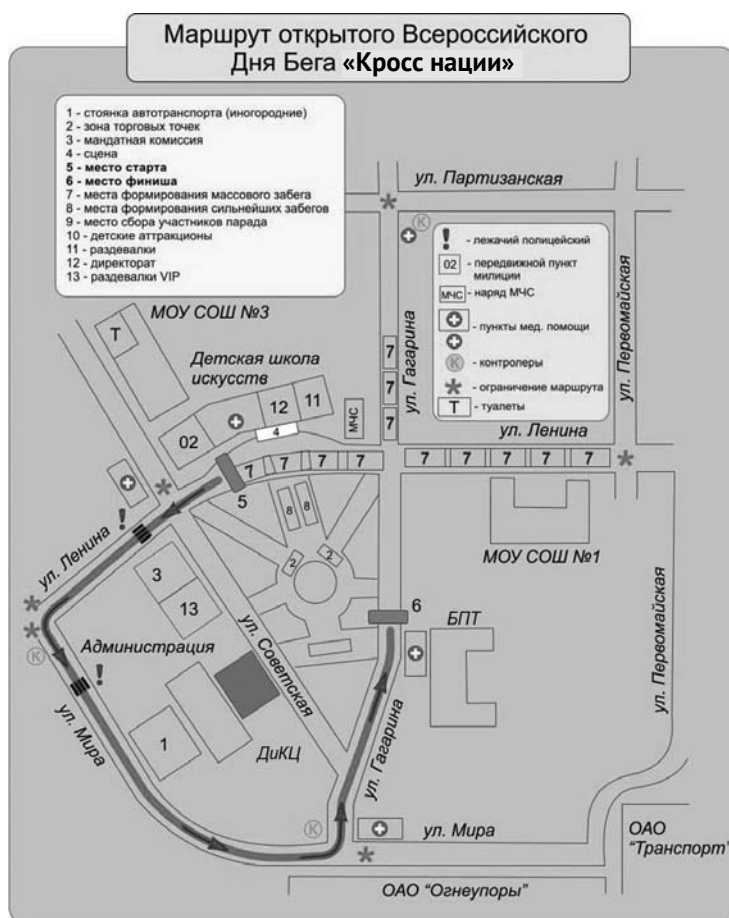 Маршрут открытого Всероссийского
Дня Бега «Кросс нации»
1 - стоянка автотранспорта (иногородние)
2 - зона торговых точек
3 - мандатная комиссия
4 - сцена
5 - место старта
6 - место финиша
7 - места формирования массового забега
8 - места формирования сильнейших забегов
9 - место сбора участников парада
10 - детские аттракционы
11 - раздевалки
12 - директорат
13 - раздевалки VIP
ул. Партизанская
К
! - лежачий полицейский
02 - передвижной пункт
милиции
МЧС - наряд МЧС
- пункты мед. помощи
К - контролеры
- ограничение маршрута
Т - туалеты
МОУ СОШ №3
Т
Детская школа
искусств
02
12
11
4
МЧС
7
7
7
ул. Гагарина
ул. Первомайская
ул. Ленина
7 7 7 7
7 7 7 7 7
5
8 8
2 2
МОУ СОШ №1
!
ул. Ленина
3
13
Администрация
К
!
ул. Советская
6
БПТ
ул. Первомайская
ул. Мира
1
ДиКЦ
ул. Гагарина
К
ул. Мира
ОАО
"Транспорт"
ОАО "Огнеупоры"